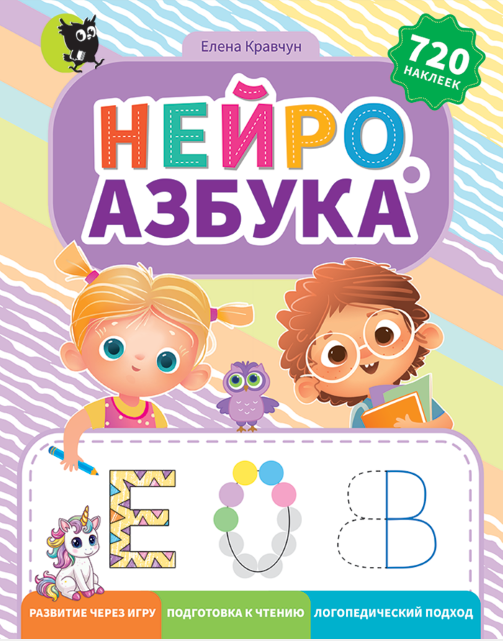 Елена Кравчун
720
НАКЛЕЕК
НЕЙРО
АЗБУКА
Е О В
РАЗВИТИЕ ЧЕРЕЗ ИГРУ
ПОДГОТОВКА К ЧТЕНИЮ
ЛОГОПЕДИЧЕСКИЙ ПОДХОД